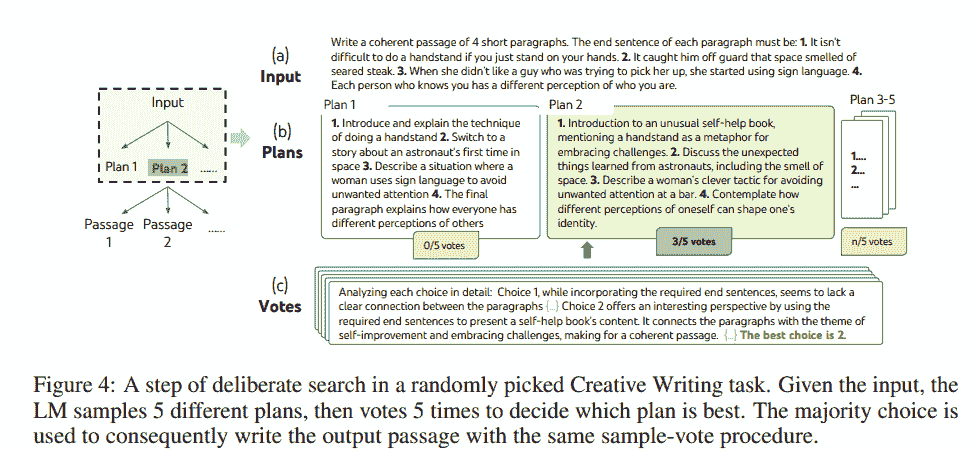 (a)
Input
Write a coherent passage of 4 short paragraphs. The end sentence of each paragraph must be: 1. It isn't
difficult to do a handstand if you just stand on your hands. 2. It caught him off guard that space smelled of
seared steak. 3. When she didn't like a guy who was trying to pick her up, she started using sign language. 4.
Each person who knows you has a different perception of who you are.
Input
Plan 1 Plan 2 ......
Passage
1
Passage
2
......
(b)
Plans
Plan 1
1. Introduce and explain the technique
of doing a handstand 2. Switch to a
story about an astronaut's first time in
space 3. Describe a situation where a
woman uses sign language to avoid
unwanted attention 4. The final
paragraph explains how everyone has
different perceptions of others
0/5 votes
Plan 2
1. Introduction to an unusual self-help book,
mentioning a handstand as a metaphor for
embracing challenges. 2. Discuss the unexpected
things learned from astronauts, including the smell of
space. 3. Describe a woman's clever tactic for avoiding
unwanted attention at a bar. 4. Contemplate how
different perceptions of oneself can shape one's
identity.
3/5 votes
Plan 3-5
1....
2...
...
n/5 votes
(c)
Votes
Analyzing each choice in detail: Choice 1, while incorporating the required end sentences, seems to lack a
clear connection between the paragraphs {...} Choice 2 offers an interesting perspective by using the
required end sentences to present a self-help book's content. It connects the paragraphs with the theme of
self-improvement and embracing challenges, making for a coherent passage. {...} The best choice is 2.
Figure 4: A step of deliberate search in a randomly picked Creative Writing task. Given the input, the
LM samples 5 different plans, then votes 5 times to decide which plan is best. The majority choice is
used to consequently write the output passage with the same sample-vote procedure.